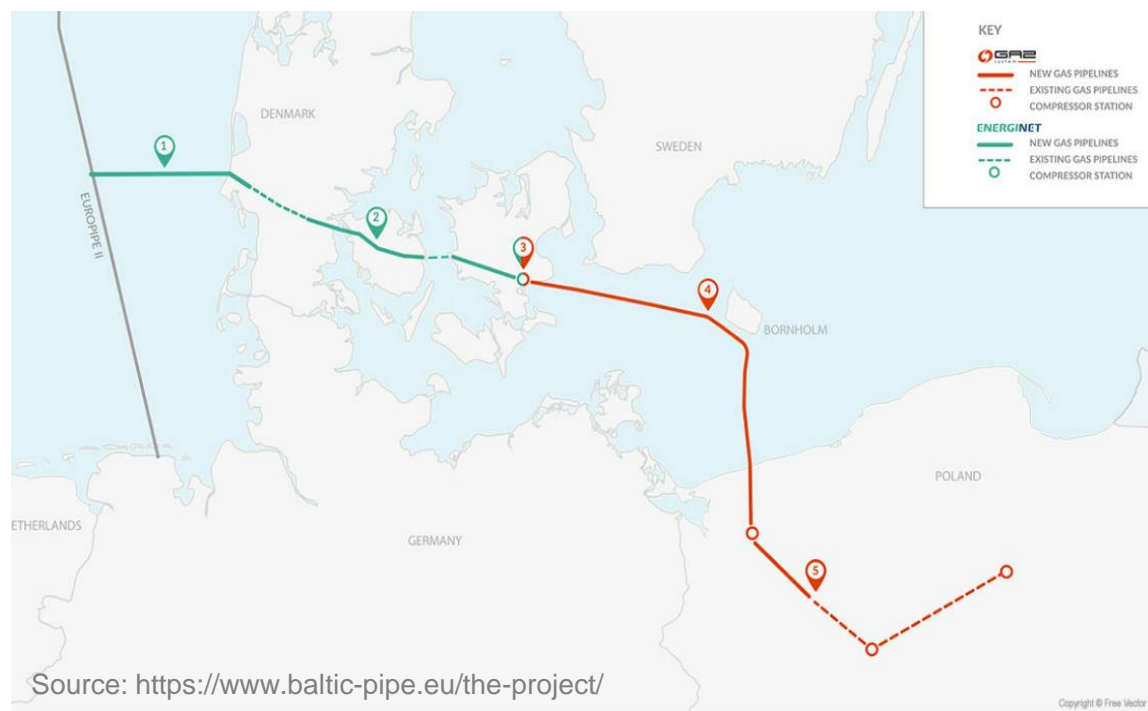 KEY
GAZ
system
NEW GAS PIPELINES
EXISTING GAS PIPELINES
COMPRESSOR STATION
ENERGINET
NEW GAS PIPELINES
EXISTING GAS PIPELINES
COMPRESSOR STATION
DENMARK
SWEDEN
1
EUROPIPE II
2
3
4
BORNHOLM
POLAND
ETHERLANDS
GERMANY
5
Source: https://www.baltic-pipe.eu/the-project/
Copyright © Free Vector